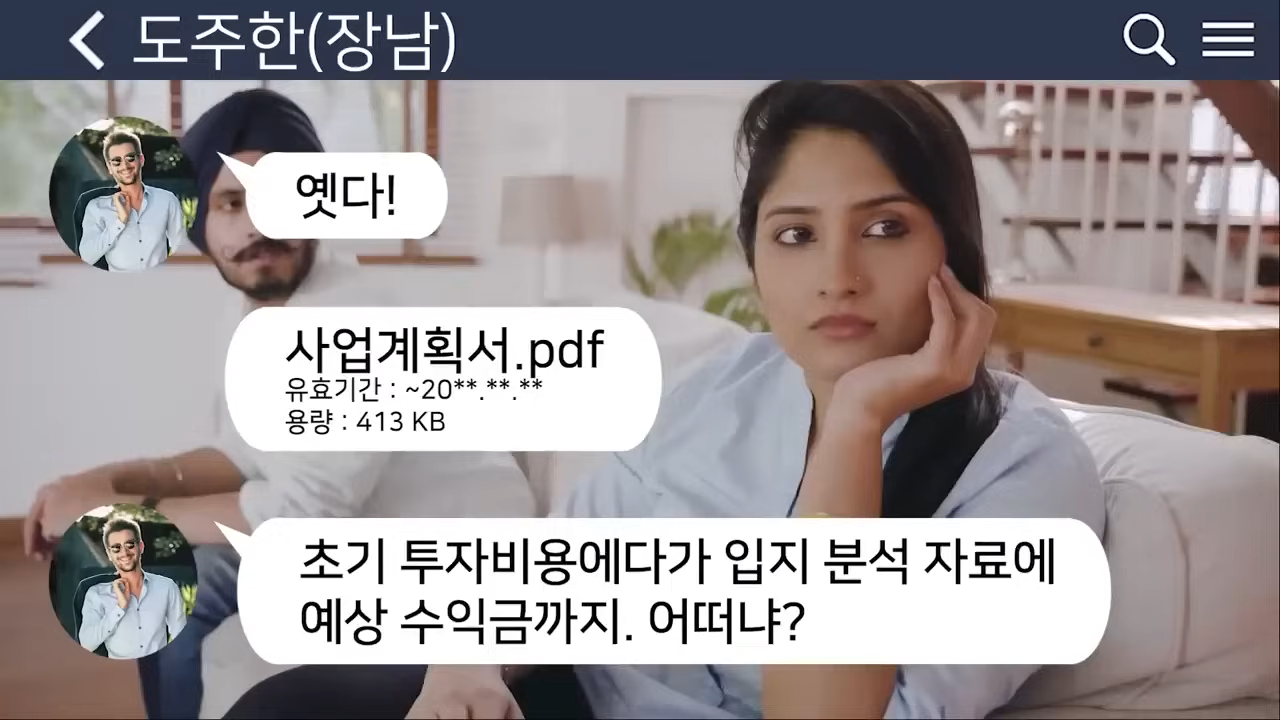 도주한(장남)
옛다!
사업계획서.pdf
유효기간 : ~20**.**.**
용량 : 413 KB
초기 투자비용에다가 입지 분석 자료에
예상 수익금까지. 어떠냐?